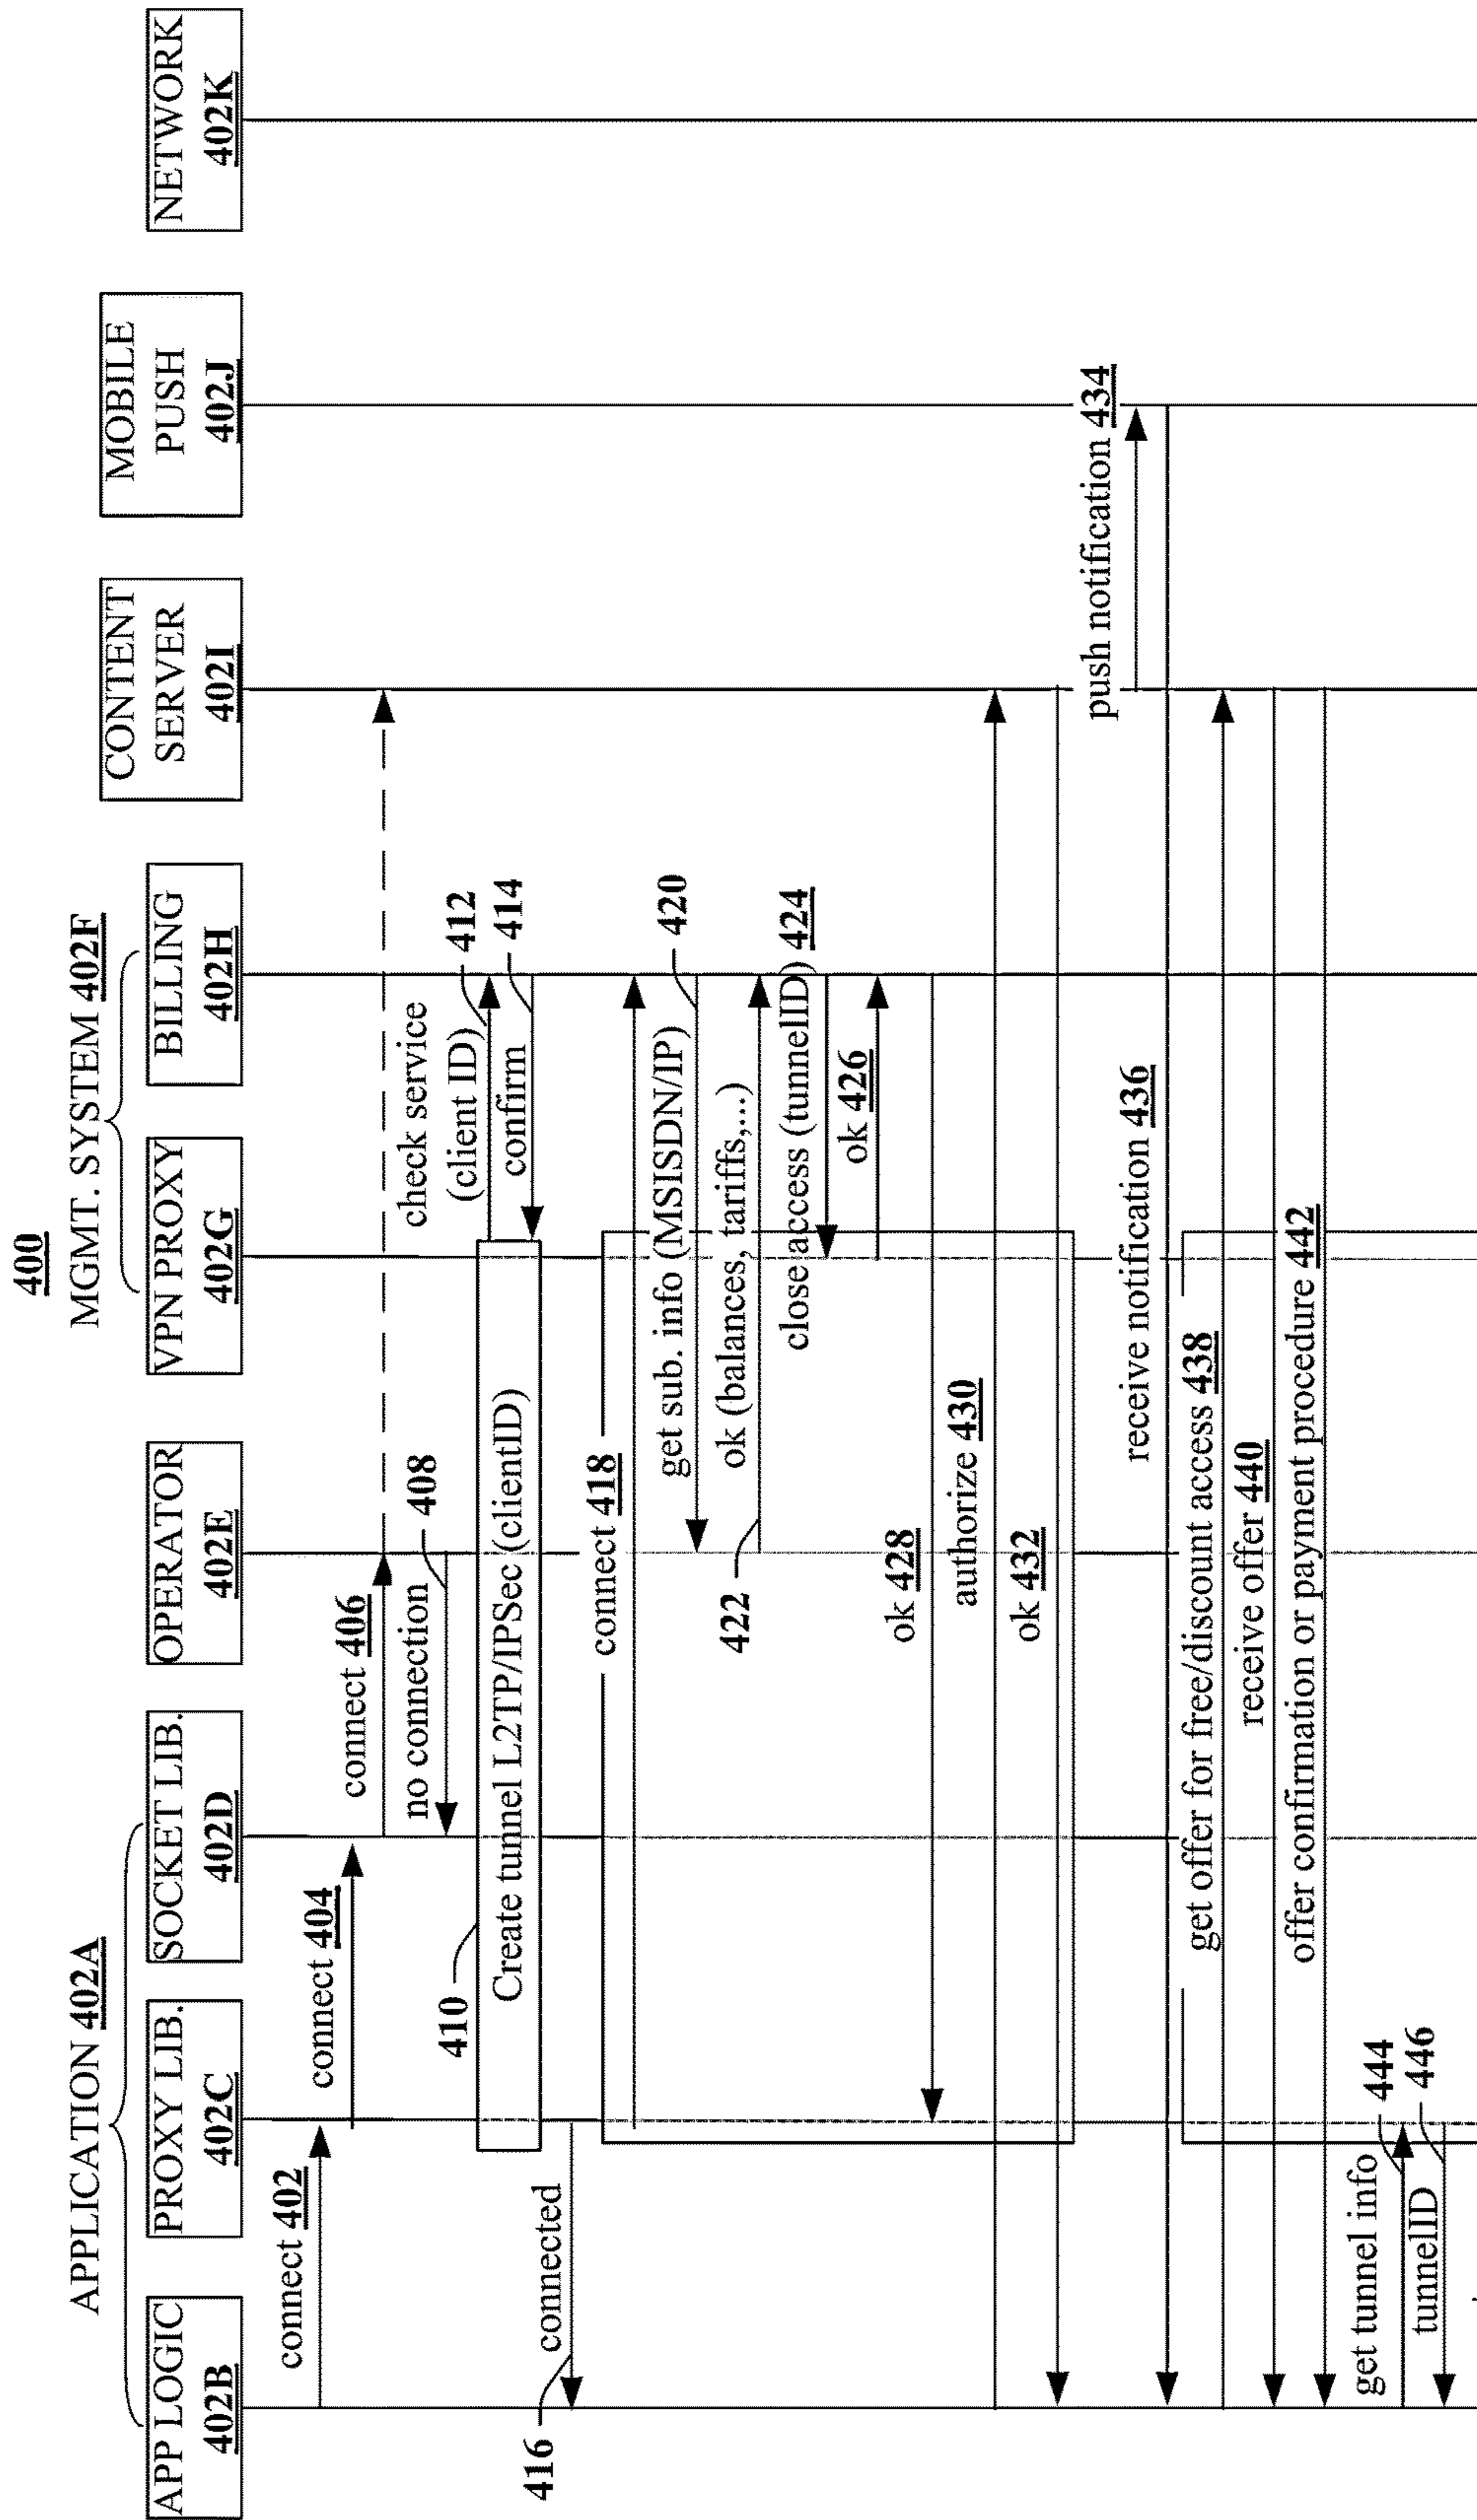 400
APPLICATION 402A
MGMT. SYSTEM 402F
APP LOGIC
402B
PROXY LIB.
402C
SOCKET LIB.
402D
OPERATOR
402E
VPN PROXY
402G
BILLING
402H
CONTENT
SERVER
402I
MOBILE
PUSH
402J
NETWORK
402K
connect 402
connect 404
connect 406
no connection
408
410
Create tunnel L2TP/IPSec (clientID)
check service
(client ID)
412
confirm
414
connected
416
connect 418
get sub. info (MSISDN/IP)
420
ok (balances, tariffs,...)
422
close access (tunnelID) 424
ok 426
ok 428
authorize 430
ok 432
push notification 434
receive notification 436
get offer for free/discount access 438
receive offer 440
offer confirmation or payment procedure 442
get tunnel info
444
tunnelID
446